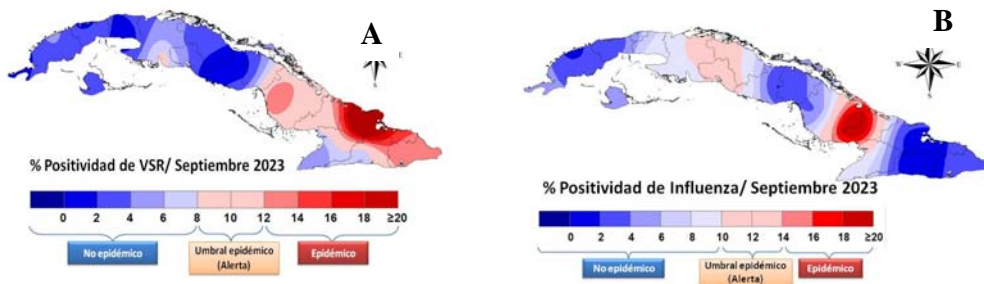 A
% Positividad de VSR/ Septiembre 2023
0 2 4 6 8 10 12 14 16 18 ≥20
No epidémico
Umbral epidémico
(Alerta)
Epidémico
B
N
W E
S
% Positividad de Influenza/ Septiembre 2023
0 2 4 6 8 10 12 14 16 18 ≥20
No epidémico
Umbral epidémico
(Alerta)
Epidémico